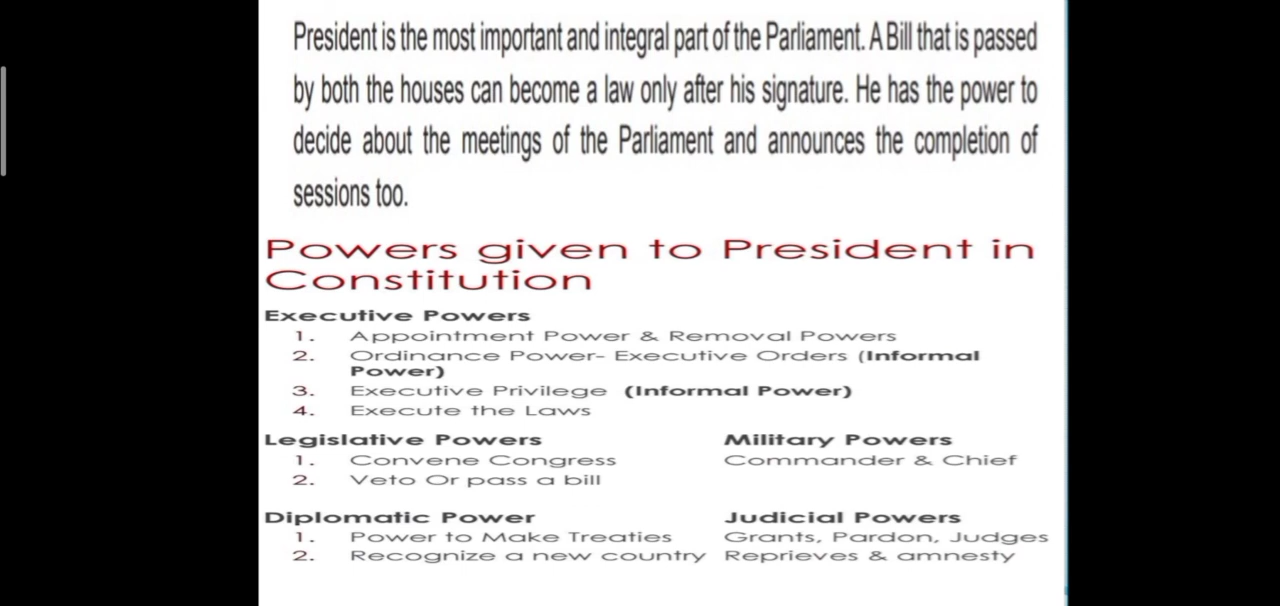 President is the most important and integral part of the Parliament. A Bill that is passed
by both the houses can become a law only after his signature. He has the power to
decide about the meetings of the Parliament and announces the completion of
sessions too.
Powers given to President in
Constitution
Executive Powers
1. Appointment Power & Removal Powers
2. Ordinance Power- Executive Orders (Informal
Power)
3. Executive Privilege (Informal Power)
4. Execute the Laws
Legislative Powers
1. Convene Congress
2. Veto Or pass a bill
Military Powers
Commander & Chief
Diplomatic Power
1. Power to Make Treaties
2. Recognize a new country
Judicial Powers
Grants, Pardon, Judges
Reprieves & amnesty